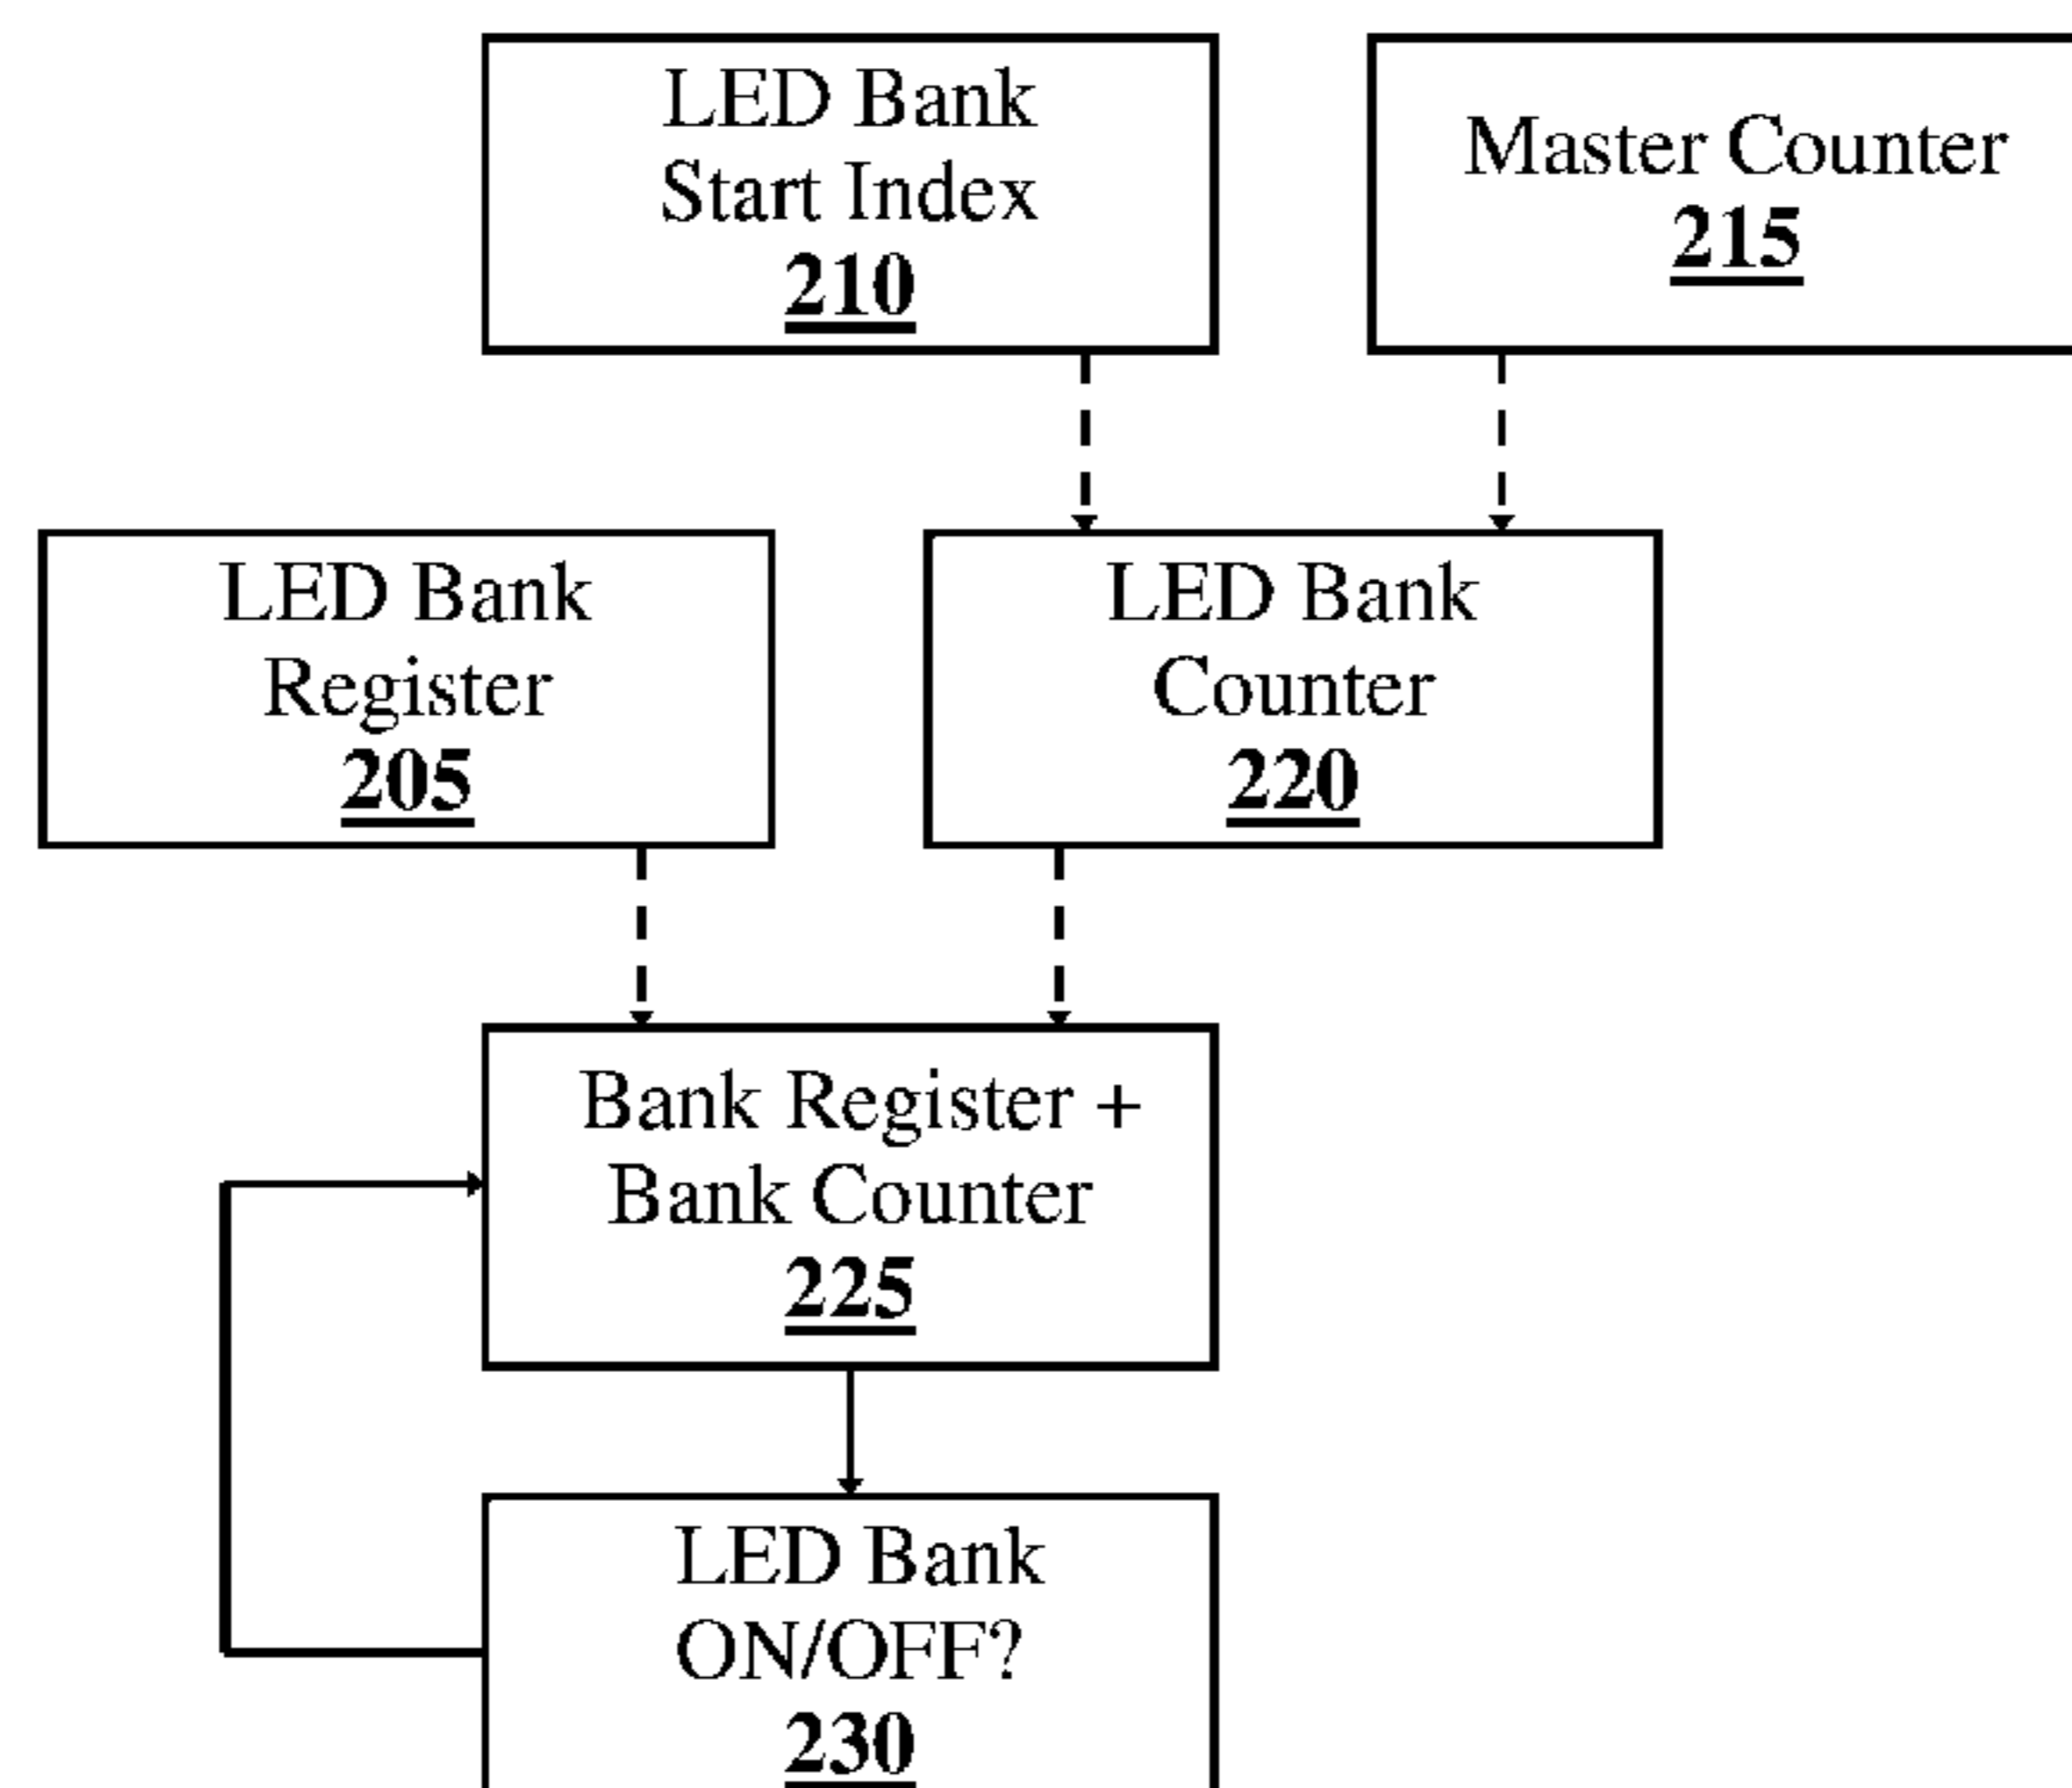 LED Bank
Start Index
210
Master Counter
215
LED Bank
Register
205
LED Bank
Counter
220
Bank Register +
Bank Counter
225
LED Bank
ON/OFF?
230